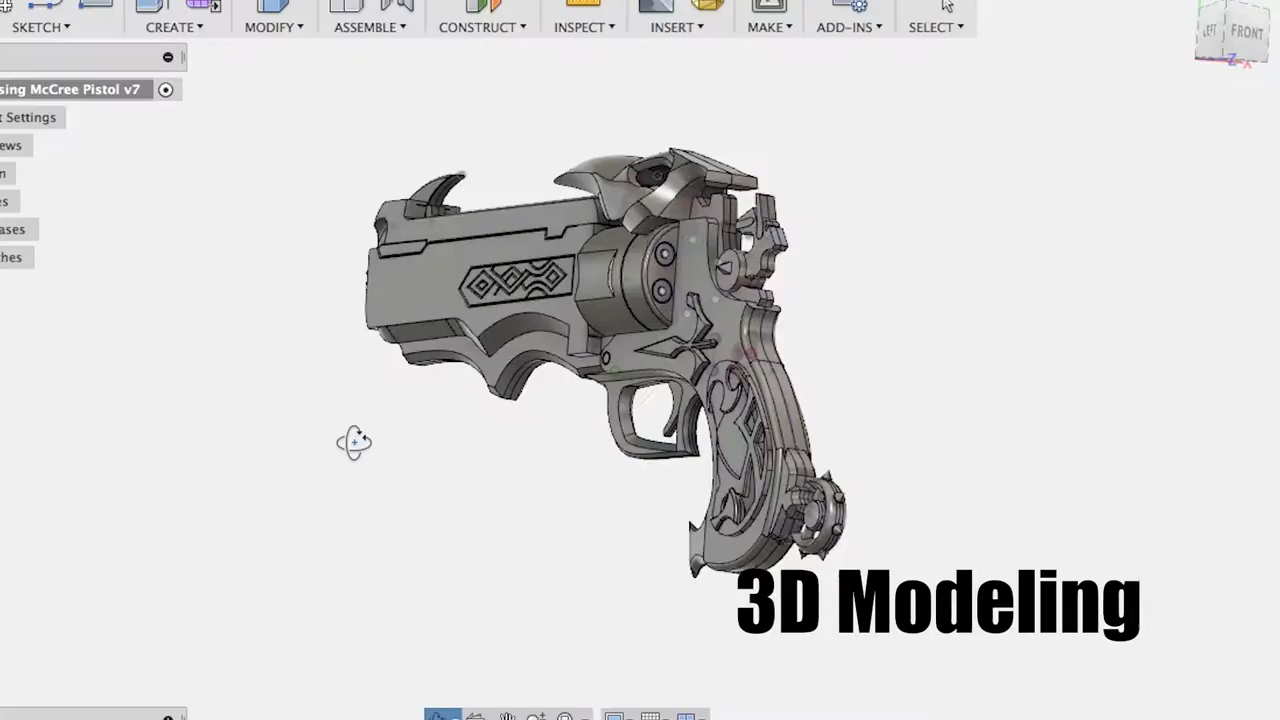 SKETCH CREATE MODIFY ASSEMBLE CONSTRUCT INSPECT INSERT MAKE ADD-INS SELECT
LEFT FRONT
Z X
sing McCree Pistol v7
t Settings
ews
n
es
ases
ches
3D Modeling